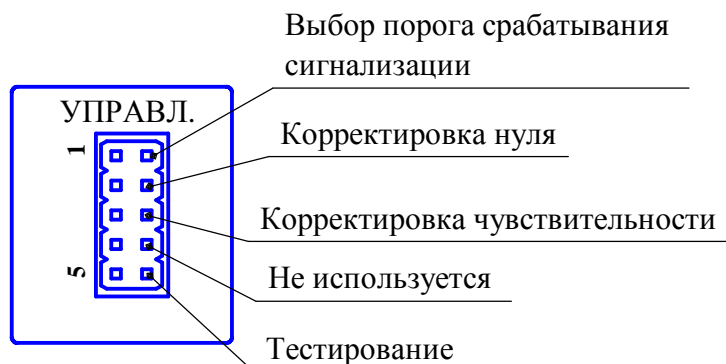 Выбор порога срабатывания
сигнализации
УПРАВЛ.
1
Корректировка нуля
Корректировка чувствительности
Не используется
5
Тестирование